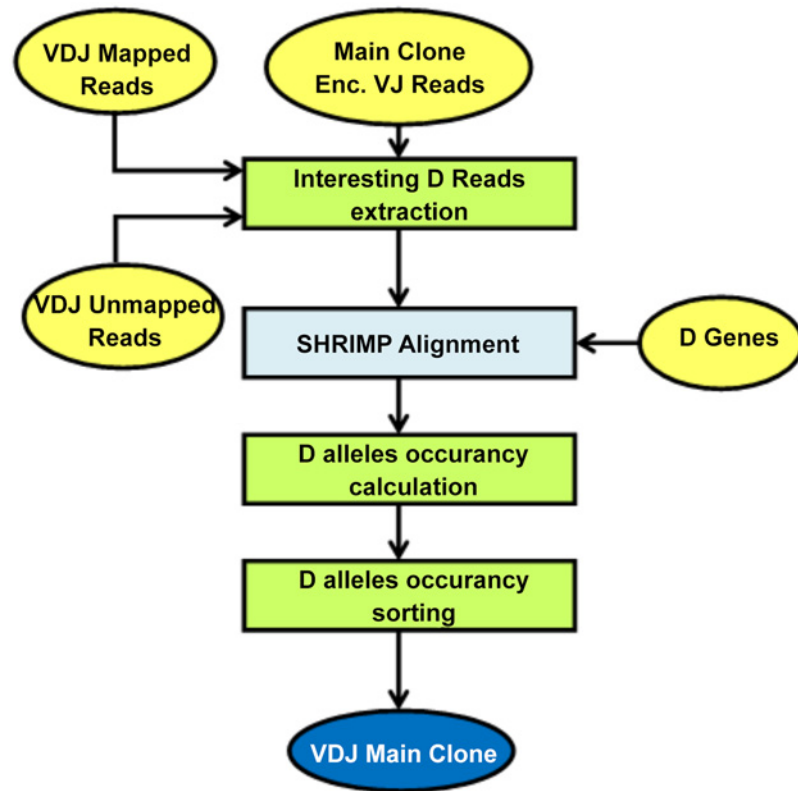 VDJ Mapped
Reads
Main Clone
Enc. VJ Reads
Interesting D Reads
extraction
VDJ Unmapped
Reads
SHRIMP Alignment
D Genes
D alleles occurancy
calculation
D alleles occurancy
sorting
VDJ Main Clone